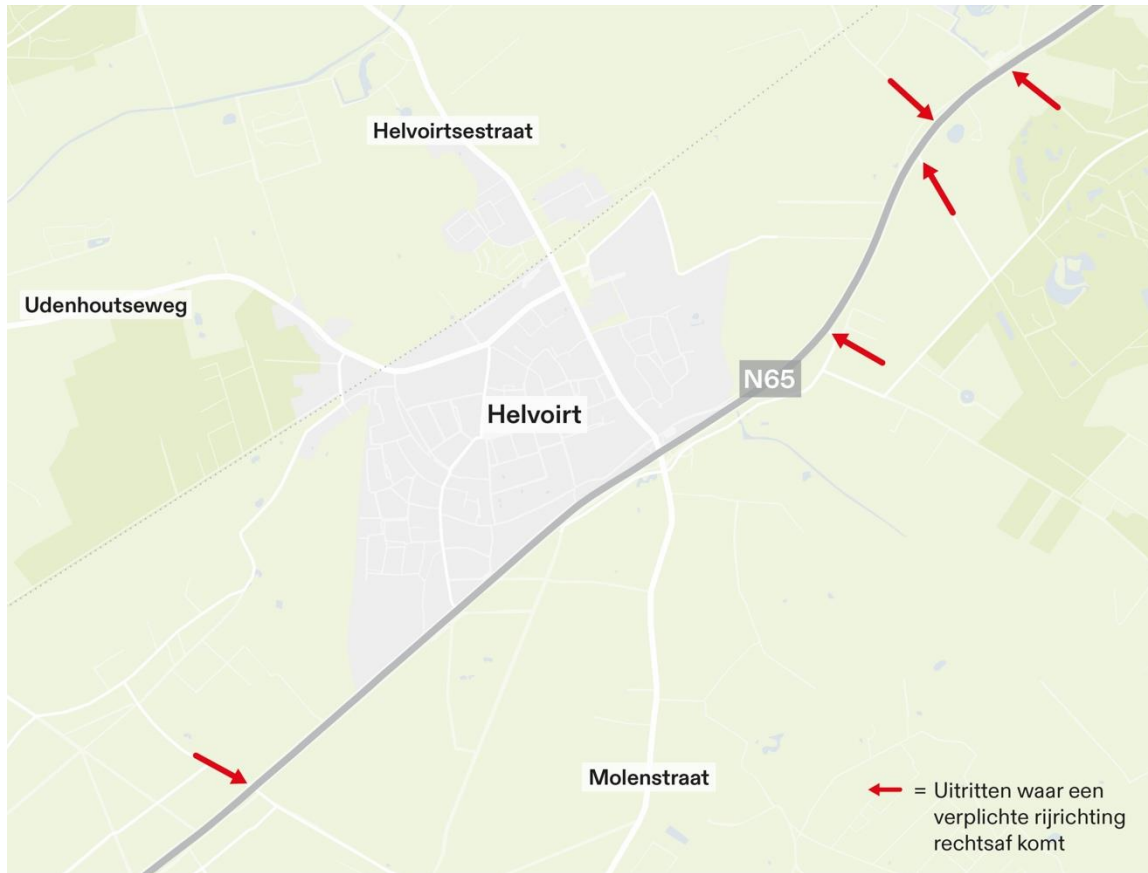 Helvoirtsestraat
Udenhoutseweg
N65
Helvoirt
Molenstraat
= Uitritten waar een
verplichte rijrichting
rechtsaf komt